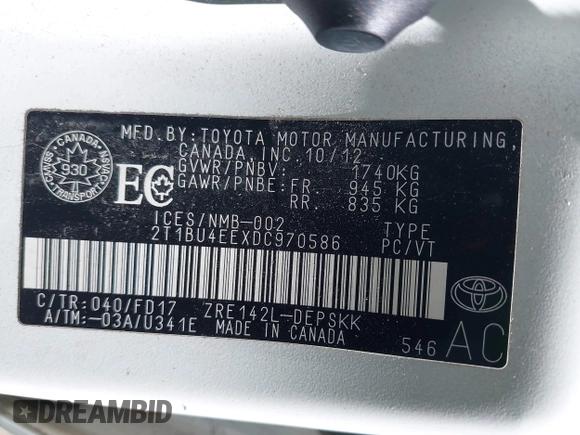 MFD.BY:TOYOTA MOTOR MANUFACTURING,
CANADA,INC.10/12
GVWR/PNBV: 1740KG
GAWR/PNBE:FR. 945 KG
RR. 835 KG
CANADA
CMVSS
NSVAC
930
TRANSPORT
EC
ICES/NMB-002 TYPE
2T1BU4EEXDC970586 PC/VT
C/TR:040/FD17 ZRE142L-DEPSKK
A/TM:-03A/U341E MADE IN CANADA
546 AC
DREAMBID